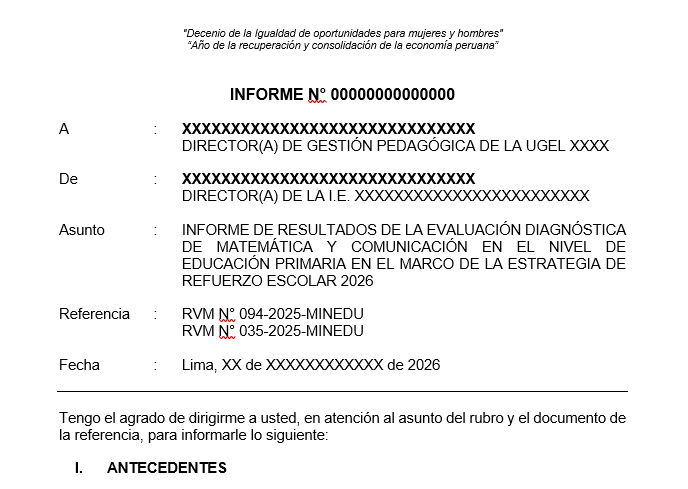 "Decenio de la Igualdad de oportunidades para mujeres y hombres"
"Año de la recuperación y consolidación de la economía peruana"
INFORME N° 00000000000000
A : XXXXXXXXXXXXXXXXXXXXXXXXXXXXXX
DIRECTOR(A) DE GESTIÓN PEDAGÓGICA DE LA UGEL XXXX
De : XXXXXXXXXXXXXXXXXXXXXXXXXXXXXX
DIRECTOR(A) DE LA I.E. XXXXXXXXXXXXXXXXXXXXXXXX
Asunto : INFORME DE RESULTADOS DE LA EVALUACIÓN DIAGNÓSTICA
DE MATEMÁTICA Y COMUNICACIÓN EN EL NIVEL DE
EDUCACIÓN PRIMARIA EN EL MARCO DE LA ESTRATEGIA DE
REFUERZO ESCOLAR 2026
Referencia : RVM N° 094-2025-MINEDU
RVM N° 035-2025-MINEDU
Fecha : Lima, XX de XXXXXXXXXXXX de 2026
Tengo el agrado de dirigirme a usted, en atención al asunto del rubro y el documento de
la referencia, para informarle lo siguiente:
I. ANTECEDENTES